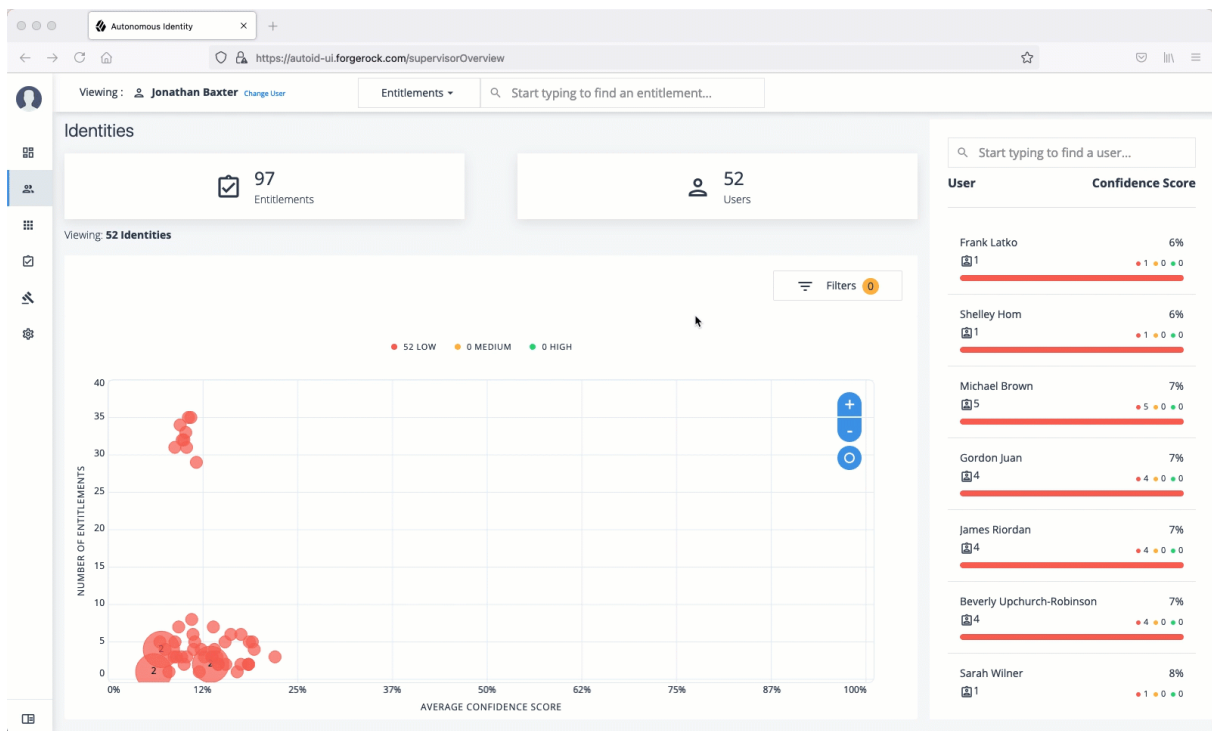 Autonomous Identity
https://autoid-ui.forgerock.com/supervisorOverview
Viewing : Jonathan Baxter Change User
Entitlements
Start typing to find an entitlement...
Identities
97
Entitlements
52
Users
Viewing: 52 Identities
Filters 0
52 LOW 0 MEDIUM 0 HIGH
NUMBER OF ENTITLEMENTS
40
35
30
25
20
15
10
5
0
2
2
0% 12% 25% 37% 50% 62% 75% 87% 100%
AVERAGE CONFIDENCE SCORE
Start typing to find a user...
User Confidence Score
Frank Latko 6%
1 1 0 0
Shelley Hom 6%
1 1 0 0
Michael Brown 7%
5 5 0 0
Gordon Juan 7%
4 4 0 0
James Riordan 7%
4 4 0 0
Beverly Upchurch-Robinson 7%
4 4 0 0
Sarah Wilner 8%
1 1 0 0